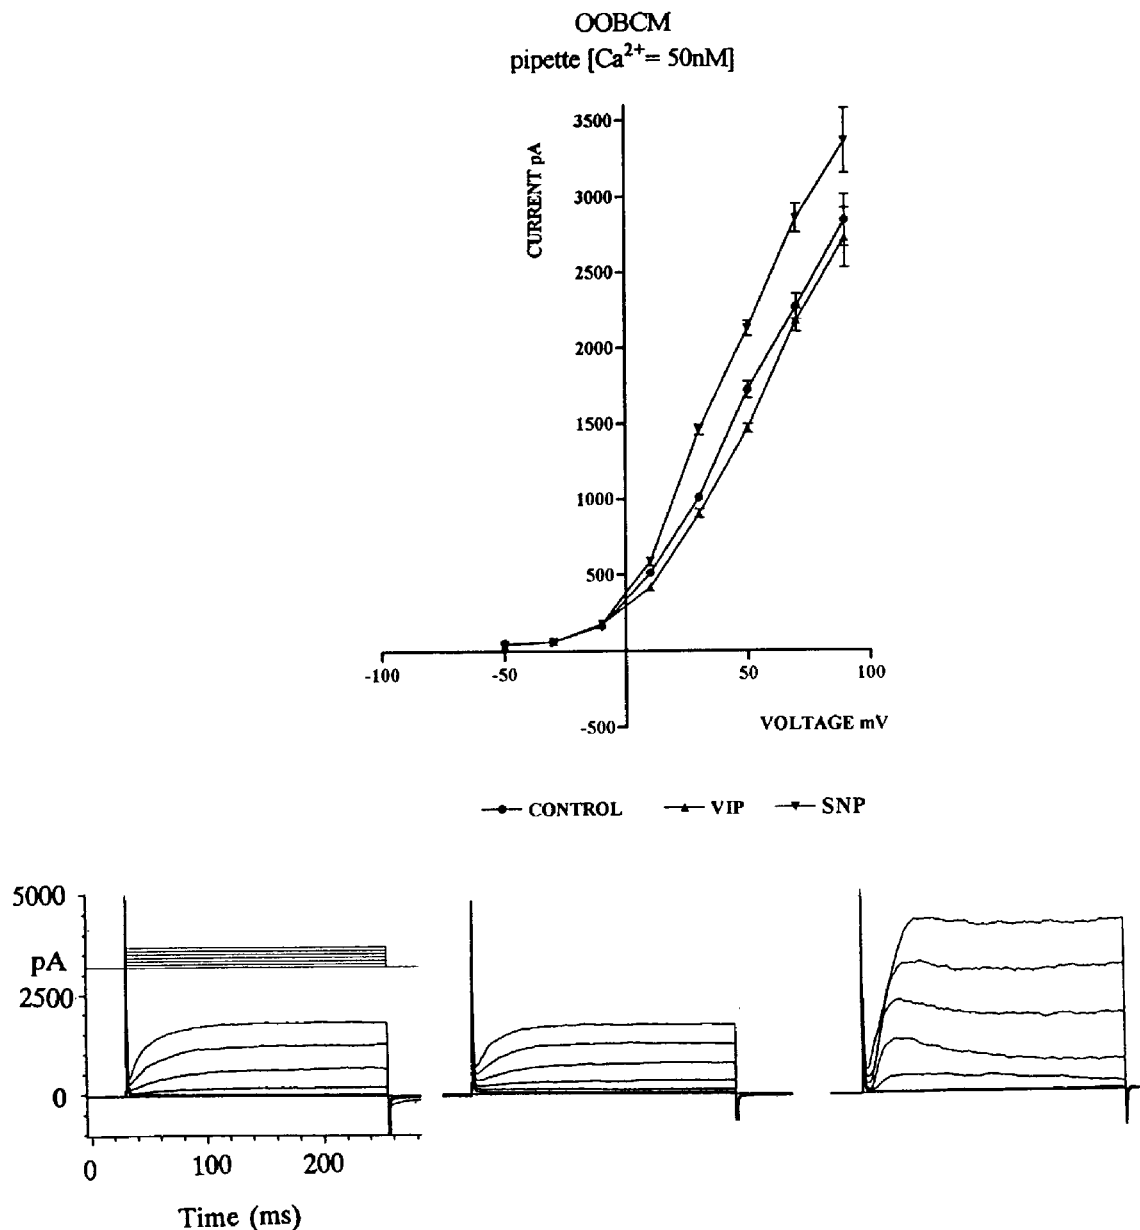 OOBCM
pipette [Ca²⁺= 50nM]
CURRENT pA
3500
3000
2500
2000
1500
1000
500
-500
-100
-50
50
100
VOLTAGE mV
CONTROL VIP SNP
5000
pA
2500
0
0 100 200
Time (ms)